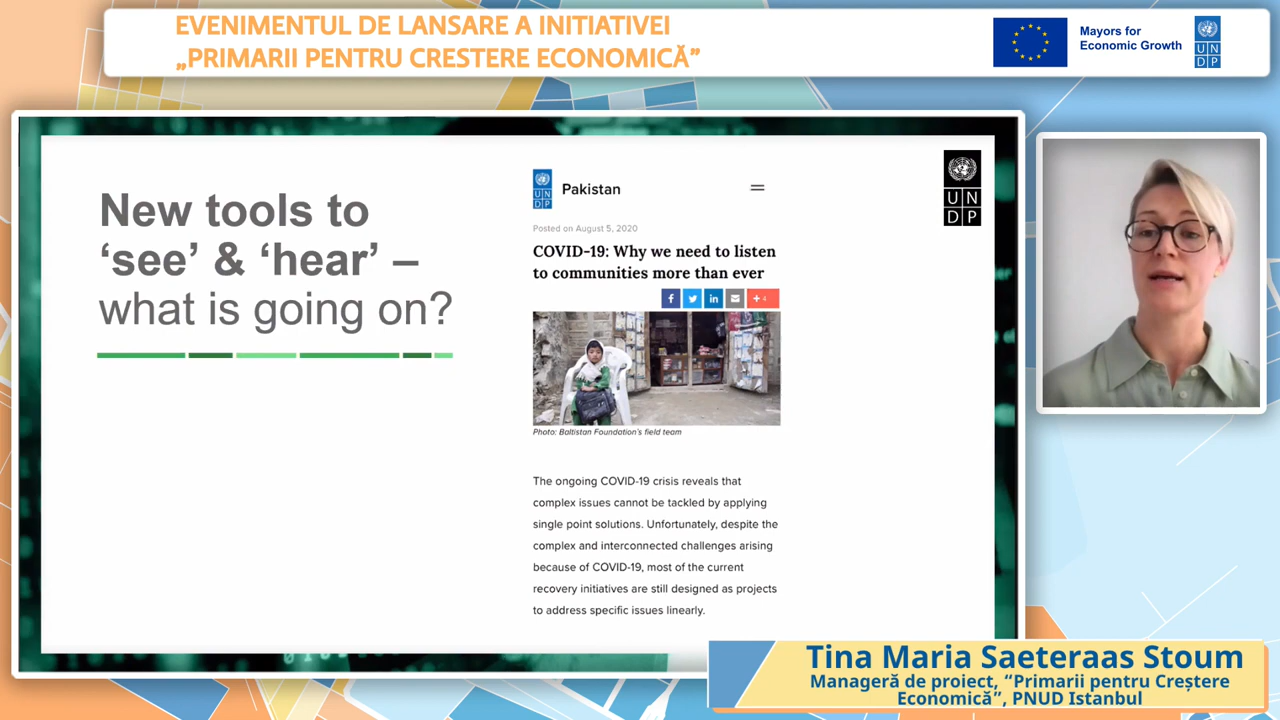 EVENIMENTUL DE LANSARE A INITIATIVEI
„PRIMARII PENTRU CRESTERE ECONOMICĂ”
Mayors for
Economic Growth
U N
D P
New tools to
‘see’ & ‘hear’ –
what is going on?
U N
D P
Pakistan
Posted on August 5, 2020
COVID-19: Why we need to listen
to communities more than ever
+ 4
Photo: Baltistan Foundation's field team
The ongoing COVID-19 crisis reveals that
complex issues cannot be tackled by applying
single point solutions. Unfortunately, despite the
complex and interconnected challenges arising
because of COVID-19, most of the current
recovery initiatives are still designed as projects
to address specific issues linearly.
U N
D P
Tina Maria Saeteraas Stoum
Manageră de proiect, “Primarii pentru Creștere
Economică”, PNUD Istanbul